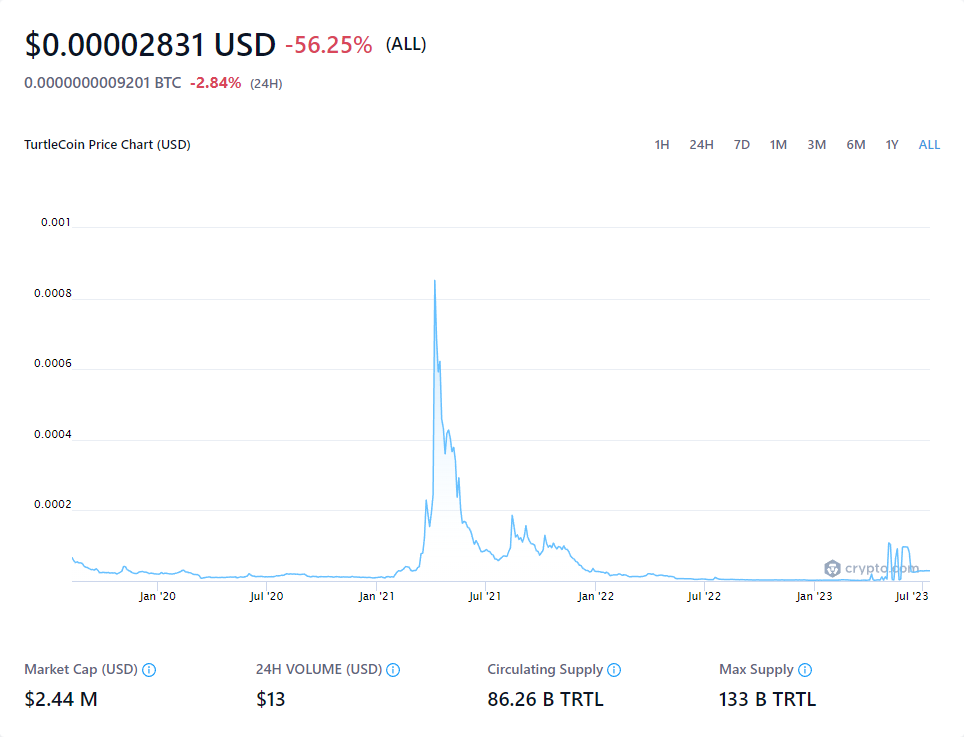 $0.00002831 USD -56.25% (ALL)
0.0000000009201 BTC -2.84% (24H)
TurtleCoin Price Chart (USD) 1H 24H 7D 1M 3M 6M 1Y ALL
0.001
0.0008
0.0006
0.0004
0.0002
crypto.com
Jan '20 Jul '20 Jan '21 Jul '21 Jan '22 Jul '22 Jan '23 Jul '23
Market Cap (USD) 24H VOLUME (USD) Circulating Supply Max Supply
$2.44 M $13 86.26 B TRTL 133 B TRTL